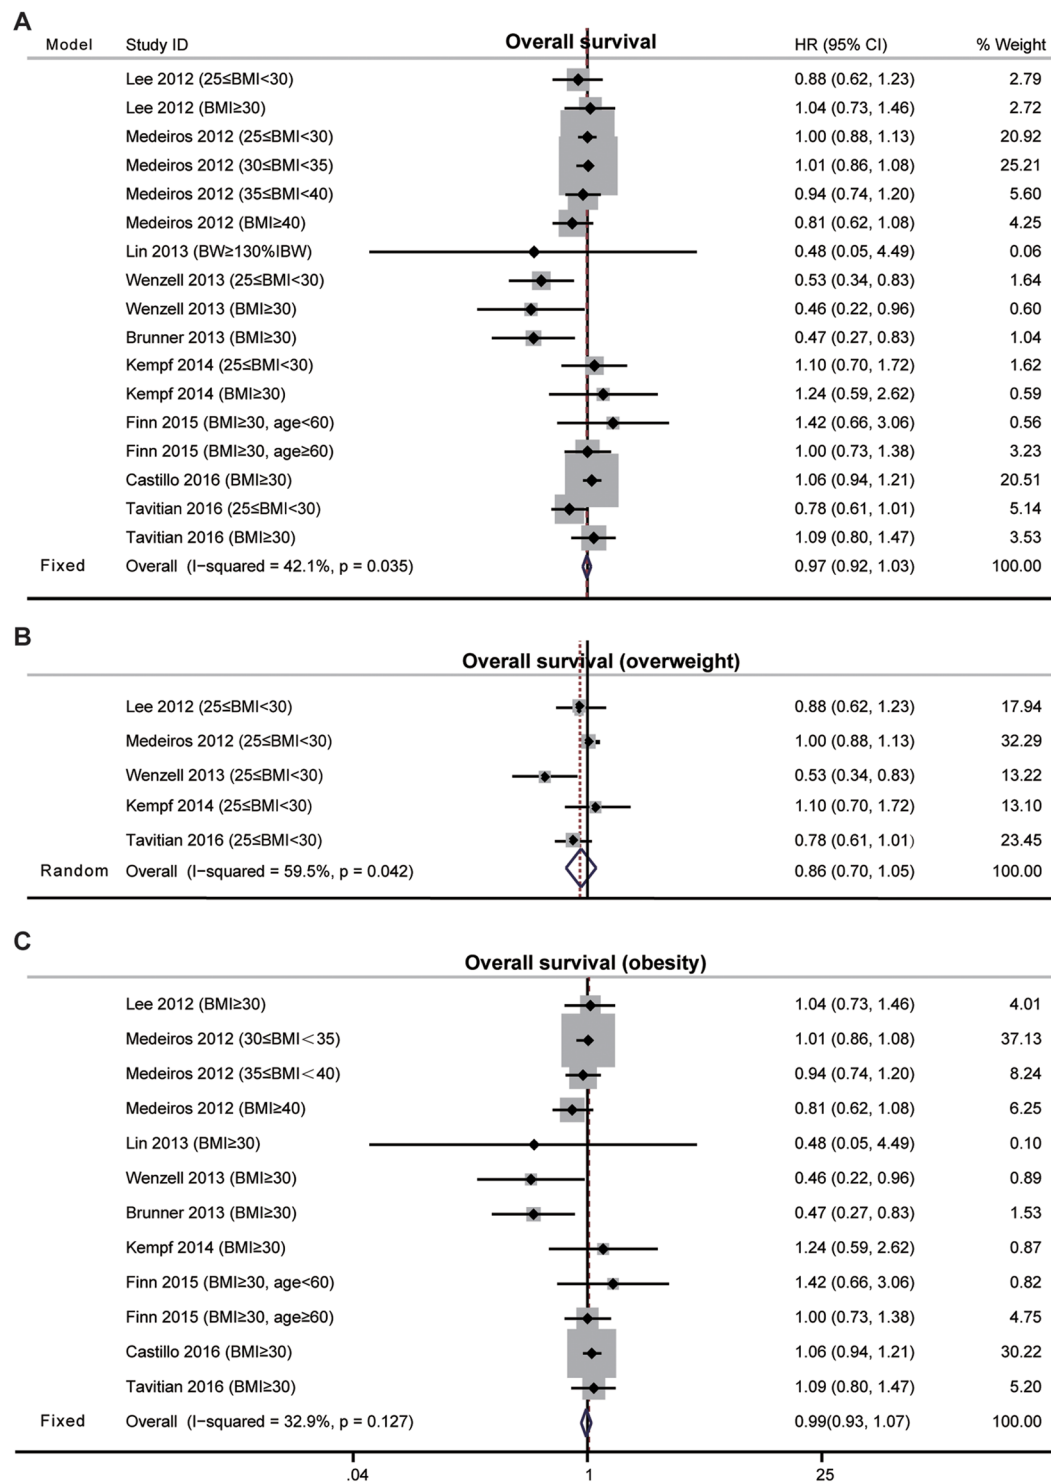 A
Model Study ID Overall survival HR (95% CI) % Weight
Lee 2012 (25≤BMI<30) 0.88 (0.62, 1.23) 2.79
Lee 2012 (BMI≥30) 1.04 (0.73, 1.46) 2.72
Medeiros 2012 (25≤BMI<30) 1.00 (0.88, 1.13) 20.92
Medeiros 2012 (30≤BMI<35) 1.01 (0.86, 1.08) 25.21
Medeiros 2012 (35≤BMI<40) 0.94 (0.74, 1.20) 5.60
Medeiros 2012 (BMI≥40) 0.81 (0.62, 1.08) 4.25
Lin 2013 (BW≥130%IBW) 0.48 (0.05, 4.49) 0.06
Wenzell 2013 (25≤BMI<30) 0.53 (0.34, 0.83) 1.64
Wenzell 2013 (BMI≥30) 0.46 (0.22, 0.96) 0.60
Brunner 2013 (BMI≥30) 0.47 (0.27, 0.83) 1.04
Kempf 2014 (25≤BMI<30) 1.10 (0.70, 1.72) 1.62
Kempf 2014 (BMI≥30) 1.24 (0.59, 2.62) 0.59
Finn 2015 (BMI≥30, age<60) 1.42 (0.66, 3.06) 0.56
Finn 2015 (BMI≥30, age≥60) 1.00 (0.73, 1.38) 3.23
Castillo 2016 (BMI≥30) 1.06 (0.94, 1.21) 20.51
Tavitian 2016 (25≤BMI<30) 0.78 (0.61, 1.01) 5.14
Tavitian 2016 (BMI≥30) 1.09 (0.80, 1.47) 3.53
Fixed Overall (I−squared = 42.1%, p = 0.035) 0.97 (0.92, 1.03) 100.00
B
Overall survival (overweight)
Lee 2012 (25≤BMI<30) 0.88 (0.62, 1.23) 17.94
Medeiros 2012 (25≤BMI<30) 1.00 (0.88, 1.13) 32.29
Wenzell 2013 (25≤BMI<30) 0.53 (0.34, 0.83) 13.22
Kempf 2014 (25≤BMI<30) 1.10 (0.70, 1.72) 13.10
Tavitian 2016 (25≤BMI<30) 0.78 (0.61, 1.01) 23.45
Random Overall (I−squared = 59.5%, p = 0.042) 0.86 (0.70, 1.05) 100.00
C
Overall survival (obesity)
Lee 2012 (BMI≥30) 1.04 (0.73, 1.46) 4.01
Medeiros 2012 (30≤BMI<35) 1.01 (0.86, 1.08) 37.13
Medeiros 2012 (35≤BMI<40) 0.94 (0.74, 1.20) 8.24
Medeiros 2012 (BMI≥40) 0.81 (0.62, 1.08) 6.25
Lin 2013 (BMI≥30) 0.48 (0.05, 4.49) 0.10
Wenzell 2013 (BMI≥30) 0.46 (0.22, 0.96) 0.89
Brunner 2013 (BMI≥30) 0.47 (0.27, 0.83) 1.53
Kempf 2014 (BMI≥30) 1.24 (0.59, 2.62) 0.87
Finn 2015 (BMI≥30, age<60) 1.42 (0.66, 3.06) 0.82
Finn 2015 (BMI≥30, age≥60) 1.00 (0.73, 1.38) 4.75
Castillo 2016 (BMI≥30) 1.06 (0.94, 1.21) 30.22
Tavitian 2016 (BMI≥30) 1.09 (0.80, 1.47) 5.20
Fixed Overall (I−squared = 32.9%, p = 0.127) 0.99(0.93, 1.07) 100.00
.04 1 25